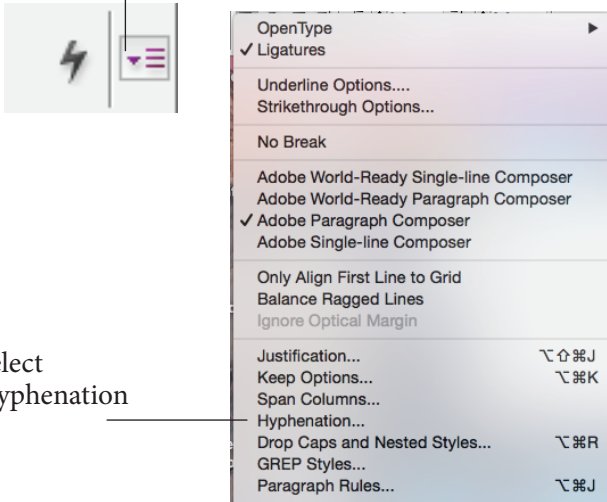 OpenType
✓ Ligatures
Underline Options....
Strikethrough Options...
No Break
Adobe World-Ready Single-line Composer
Adobe World-Ready Paragraph Composer
✓ Adobe Paragraph Composer
Adobe Single-line Composer
Only Align First Line to Grid
Balance Ragged Lines
Ignore Optical Margin
Justification... ⌥⇧⌘J
Keep Options... ⌥⌘K
Span Columns...
Hyphenation...
Drop Caps and Nested Styles... ⌥⌘R
GREP Styles...
Paragraph Rules... ⌥⌘J
elect
yphenation